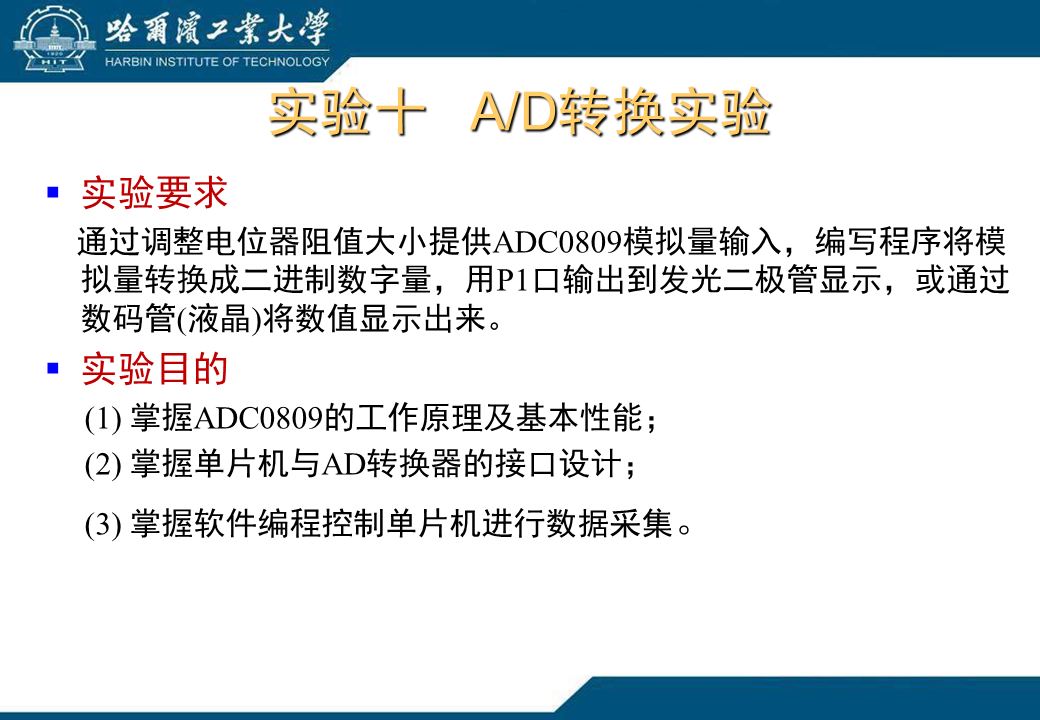 哈爾濱工業大學
HARBIN INSTITUTE OF TECHNOLOGY
1920
HIT
实验十 A/D转换实验
▪ 实验要求
通过调整电位器阻值大小提供ADC0809模拟量输入，编写程序将模
拟量转换成二进制数字量，用P1口输出到发光二极管显示，或通过
数码管(液晶)将数值显示出来。
▪ 实验目的
(1) 掌握ADC0809的工作原理及基本性能；
(2) 掌握单片机与AD转换器的接口设计；
(3) 掌握软件编程控制单片机进行数据采集。